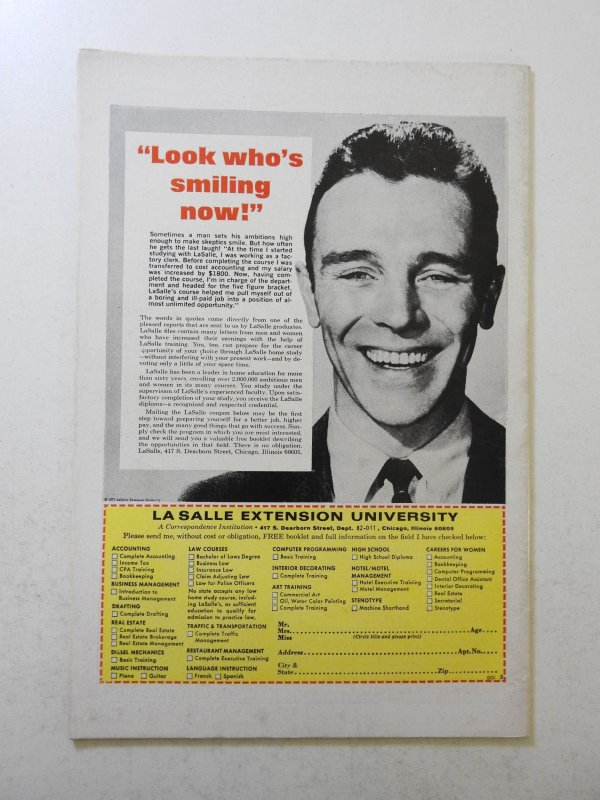 “Look who’s
smiling
now!”
Sometimes a man sets his ambitions high
enough to make skeptics smile. But how often
he gets the last laugh! “At the time I started
studying with LaSalle, I was working as a fac-
tory clerk. Before completing the course I was
transferred to cost accounting and my salary
was increased by $1800. Now, having com-
pleted the course, I’m in charge of the depart-
ment and headed for the five figure bracket.
LaSalle’s course helped me pull myself out of
a boring and ill-paid job into a position of al-
most unlimited opportunity.”
The words in quotes come directly from one of the
pleased reports that are sent to us by LaSalle graduates.
LaSalle files contain many letters from men and women
who have increased their earnings with the help of
LaSalle training. You, too, can prepare for the career
opportunity of your choice through LaSalle home study
—without interfering with your present work—and by de-
voting only a little of your spare time.
LaSalle has been a leader in home education for more
than sixty years, enrolling over 2,000,000 ambitious men
and women in its many courses. You study under the
supervision of LaSalle’s experienced faculty. Upon satis-
factory completion of your study, you receive the LaSalle
diploma—a recognized and respected credential.
Mailing the LaSalle coupon below may be the first
step toward preparing yourself for a better job, higher
pay, and the many good things that go with success. Sim-
ply check the program in which you are most interested,
and we will send you a valuable free booklet describing
the opportunities in that field. There is no obligation.
LaSalle, 417 S. Dearborn Street, Chicago, Illinois 60605.
LA SALLE EXTENSION UNIVERSITY
A Correspondence Institution • 417 S. Dearborn Street, Dept. 82-011, Chicago, Illinois 60605
Please send me, without cost or obligation, FREE booklet and full information on the field I have checked below:
ACCOUNTING
Complete Accounting
Income Tax
CPA Training
Bookkeeping
BUSINESS MANAGEMENT
Introduction to
Business Management
DRAFTING
Complete Drafting
REAL ESTATE
Complete Real Estate
Real Estate Brokerage
Real Estate Management
DIESEL MECHANICS
Basic Training
MUSIC INSTRUCTION
Piano Guitar
LAW COURSES
Bachelor of Laws Degree
Business Law
Insurance Law
Claim Adjusting Law
Law for Police Officers
No state accepts any law
home study course, includ-
ing LaSalle’s, as sufficient
education to qualify for
admission to practice law.
TRAFFIC & TRANSPORTATION
Complete Traffic
Management
RESTAURANT MANAGEMENT
Complete Executive Training
LANGUAGE INSTRUCTION
French Spanish
COMPUTER PROGRAMMING
Basic Training
INTERIOR DECORATING
Complete Training
ART TRAINING
Commercial Art
Oil, Water Color Painting
Complete Training
HIGH SCHOOL
High School Diploma
HOTEL/MOTEL
MANAGEMENT
Hotel Executive Training
Motel Management
STENOTYPE
Machine Shorthand
CAREERS FOR WOMEN
Accounting
Bookkeeping
Computer Programming
Dental Office Assistant
Interior Decorating
Real Estate
Secretarial
Stenotype
Mr.
Mrs. Age
Miss (Circle title and please print)
Address Apt. No.
City &
State Zip